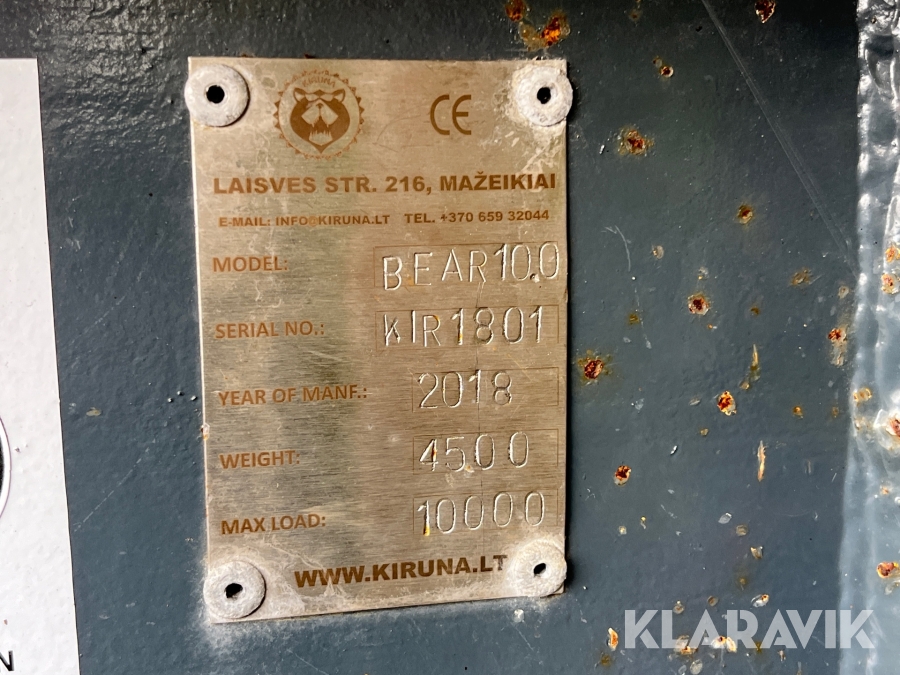 KIRUNA
CE
LAISVES STR. 216, MAŽEIKIAI
E-MAIL: INFO@KIRUNA.LT TEL. +370 659 32044
MODEL: BEAR10.0
SERIAL NO.: KIR1801
YEAR OF MANF.: 2018
WEIGHT: 4500
MAX LOAD: 10000
WWW.KIRUNA.LT
N
KLARAVIK